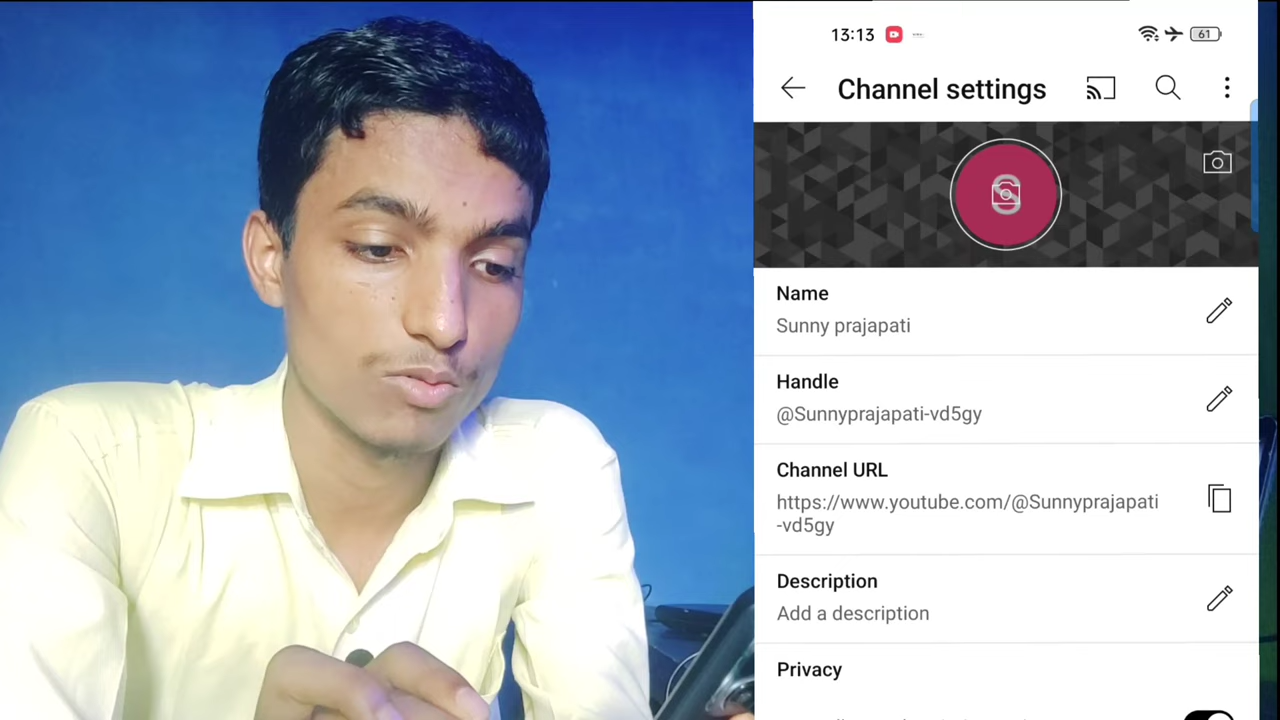 13:13
61
Channel settings
S
Name
Sunny prajapati
Handle
@Sunnyprajapati-vd5gy
Channel URL
https://www.youtube.com/@Sunnyprajapati
-vd5gy
Description
Add a description
Privacy